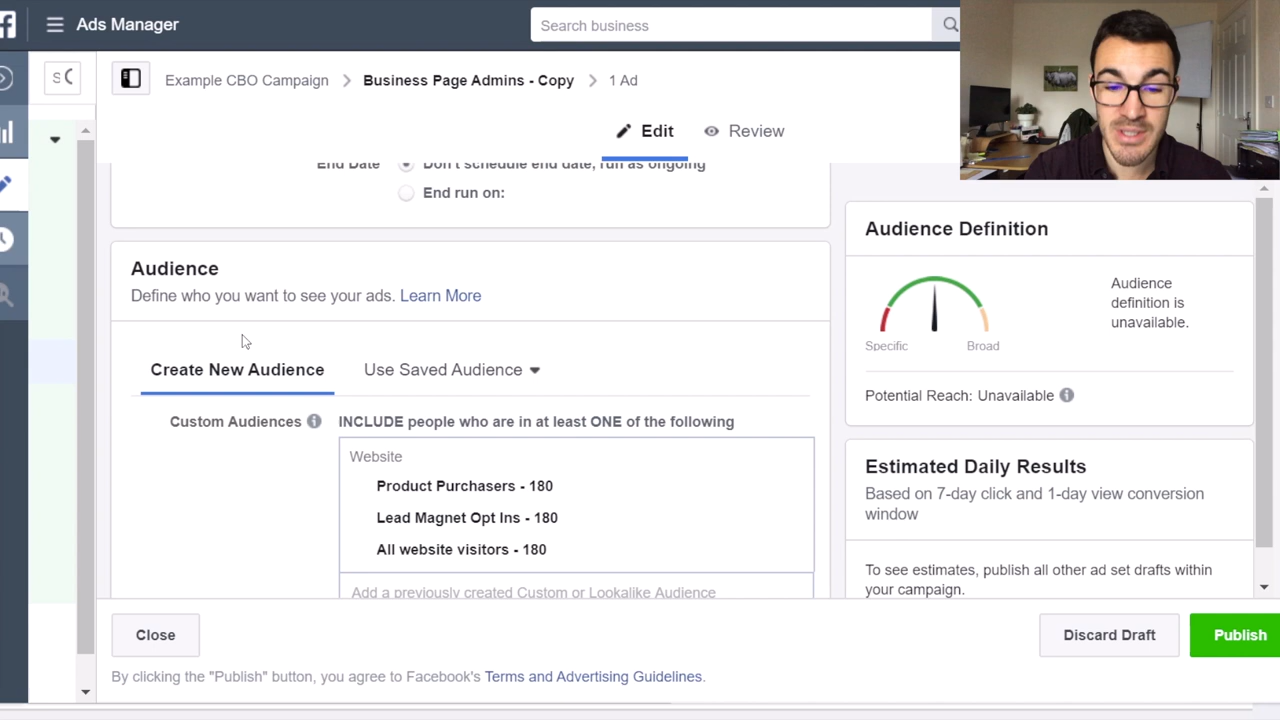 Ads Manager
Search business
S
Example CBO Campaign
Business Page Admins - Copy
1 Ad
Edit
Review
End Date
Don't schedule end date, run as ongoing
End run on:
Audience
Define who you want to see your ads. Learn More
Create New Audience
Use Saved Audience
Custom Audiences
INCLUDE people who are in at least ONE of the following
Website
Product Purchasers - 180
Lead Magnet Opt Ins - 180
All website visitors - 180
Add a previously created Custom or Lookalike Audience
Audience Definition
Audience
definition is
unavailable.
Specific
Broad
Potential Reach: Unavailable
Estimated Daily Results
Based on 7-day click and 1-day view conversion
window
To see estimates, publish all other ad set drafts within
your campaign.
Close
Discard Draft
Publish
By clicking the "Publish" button, you agree to Facebook's Terms and Advertising Guidelines.